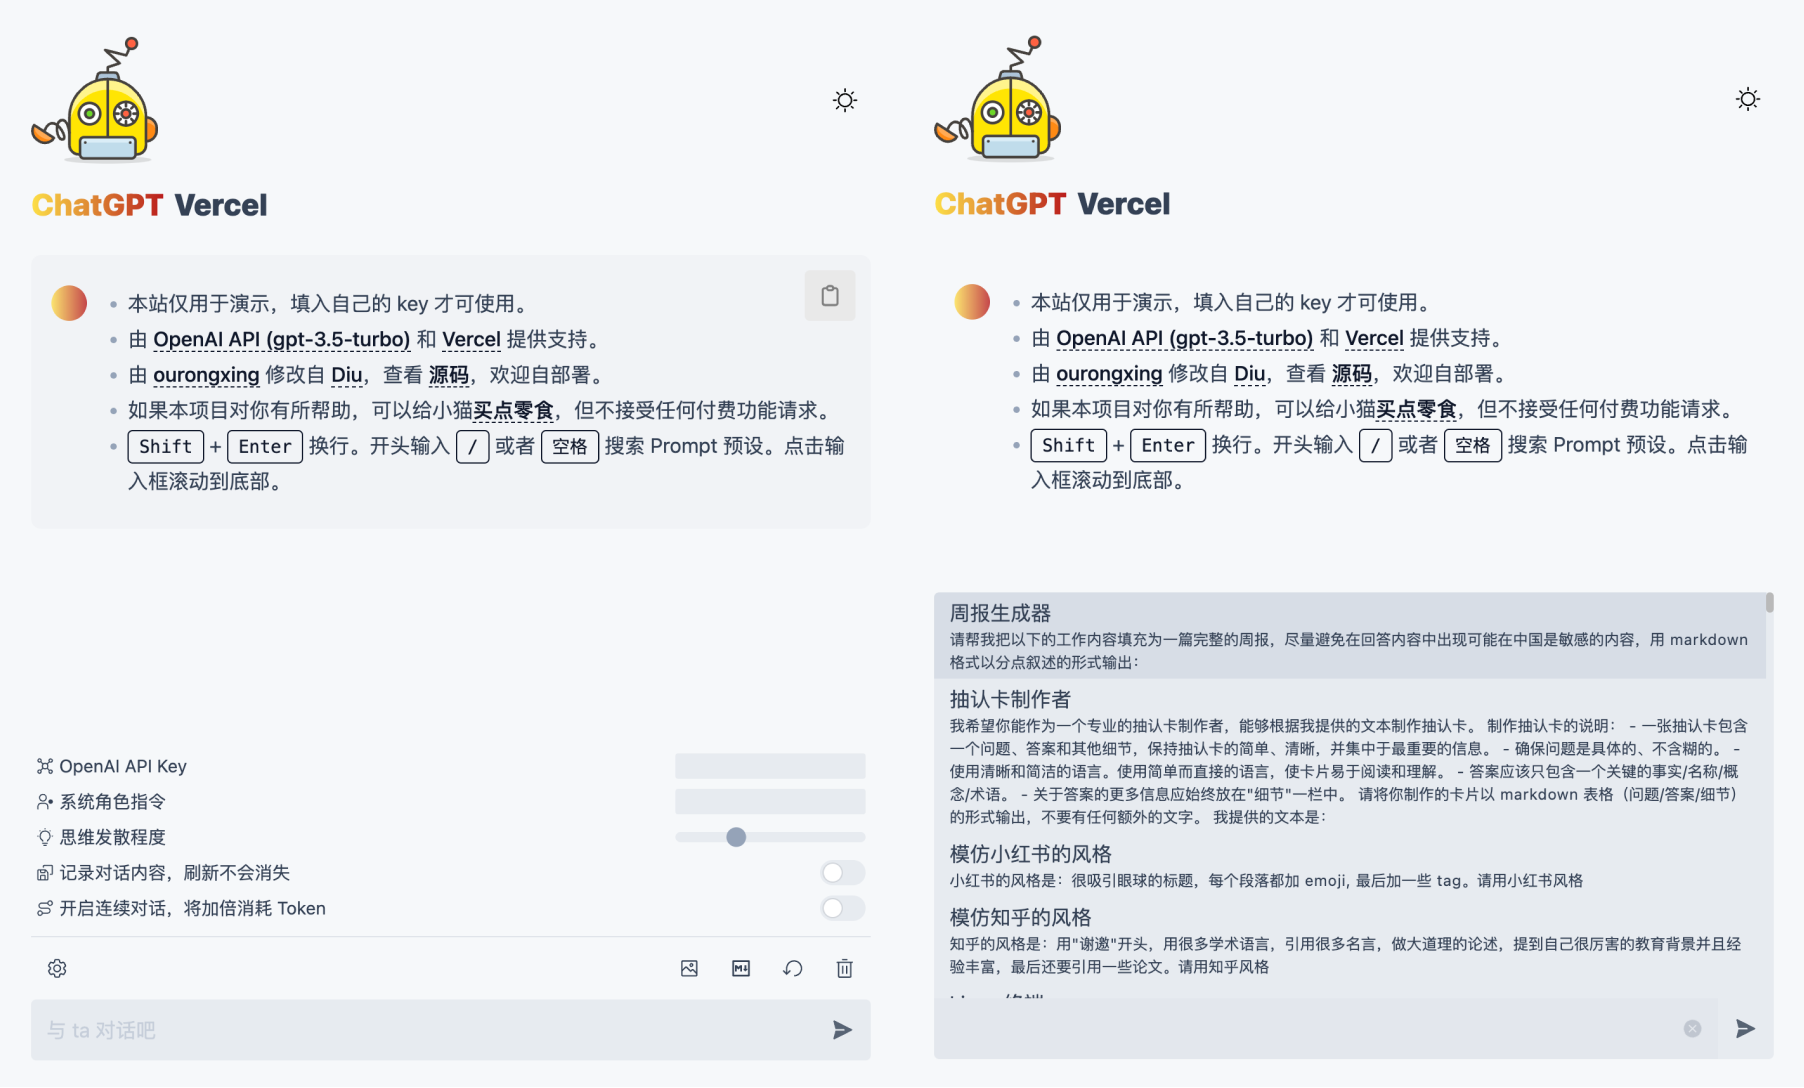 ChatGPT Vercel
本站仅用于演示，填入自己的 key 才可使用。
由 OpenAI API (gpt-3.5-turbo) 和 Vercel 提供支持。
由 ourongxing 修改自 Diu，查看 源码，欢迎自部署。
如果本项目对你有所帮助，可以给小猫买点零食，但不接受任何付费功能请求。
Shift + Enter 换行。开头输入 / 或者 空格 搜索 Prompt 预设。点击输
入框滚动到底部。
OpenAI API Key
系统角色指令
思维发散程度
记录对话内容，刷新不会消失
开启连续对话，将加倍消耗 Token
与 ta 对话吧
ChatGPT Vercel
本站仅用于演示，填入自己的 key 才可使用。
由 OpenAI API (gpt-3.5-turbo) 和 Vercel 提供支持。
由 ourongxing 修改自 Diu，查看 源码，欢迎自部署。
如果本项目对你有所帮助，可以给小猫买点零食，但不接受任何付费功能请求。
Shift + Enter 换行。开头输入 / 或者 空格 搜索 Prompt 预设。点击输
入框滚动到底部。
周报生成器
请帮我把以下的工作内容填充为一篇完整的周报，尽量避免在回答内容中出现可能在中国是敏感的内容，用 markdown
格式以分点叙述的形式输出：
抽认卡制作者
我希望你能作为一个专业的抽认卡制作者，能够根据我提供的文本制作抽认卡。 制作抽认卡的说明： - 一张抽认卡包含
一个问题、答案和其他细节，保持抽认卡的简单、清晰，并集中于最重要的信息。 - 确保问题是具体的、不含糊的。 -
使用清晰和简洁的语言。使用简单而直接的语言，使卡片易于阅读和理解。 - 答案应该只包含一个关键的事实/名称/概
念/术语。 - 关于答案的更多信息应始终放在"细节"一栏中。 请将你制作的卡片以 markdown 表格（问题/答案/细节）
的形式输出，不要有任何额外的文字。 我提供的文本是：
模仿小红书的风格
小红书的风格是：很吸引眼球的标题，每个段落都加 emoji, 最后加一些 tag。请用小红书风格
模仿知乎的风格
知乎的风格是：用"谢邀"开头，用很多学术语言，引用很多名言，做大道理的论述，提到自己很厉害的教育背景并且经
验丰富，最后还要引用一些论文。请用知乎风格